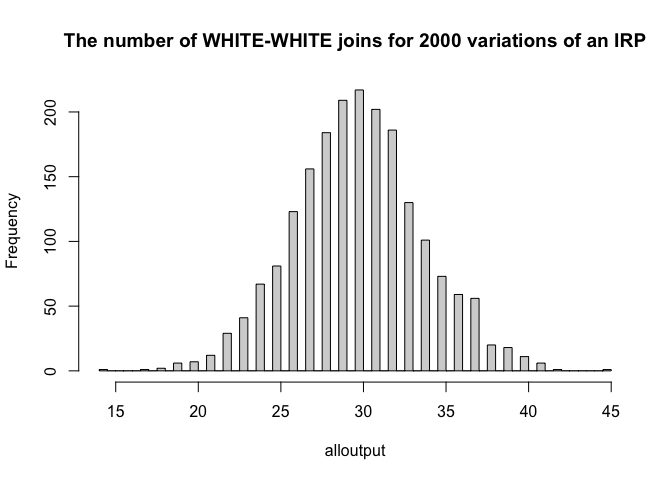 The number of WHITE-WHITE joins for 2000 variations of an IRP
Frequency
200
150
100
50
0
15 20 25 30 35 40 45
alloutput